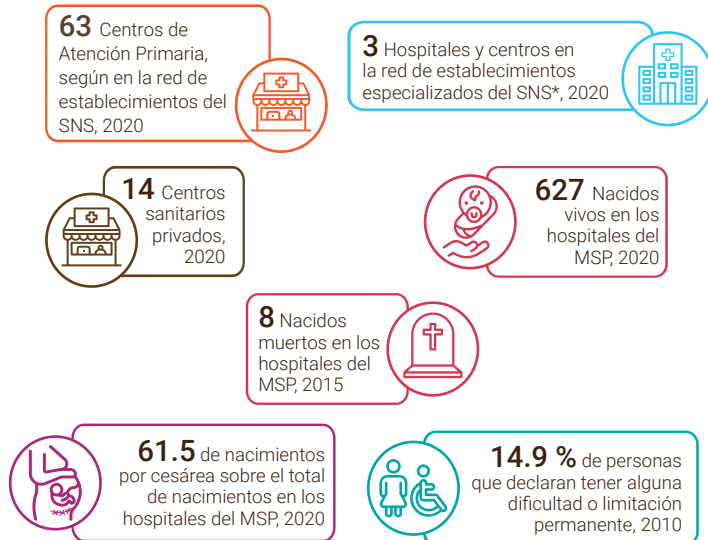 63 Centros de
Atención Primaria,
según en la red de
establecimientos del
SNS, 2020
3 Hospitales y centros en
la red de establecimientos
especializados del SNS*, 2020
14 Centros
sanitarios
privados,
2020
627 Nacidos
vivos en los
hospitales del
MSP, 2020
8 Nacidos
muertos en los
hospitales del
MSP, 2015
61.5 de nacimientos
por cesárea sobre el total
de nacimientos en los
hospitales del MSP, 2020
14.9 % de personas
que declaran tener alguna
dificultad o limitación
permanente, 2010